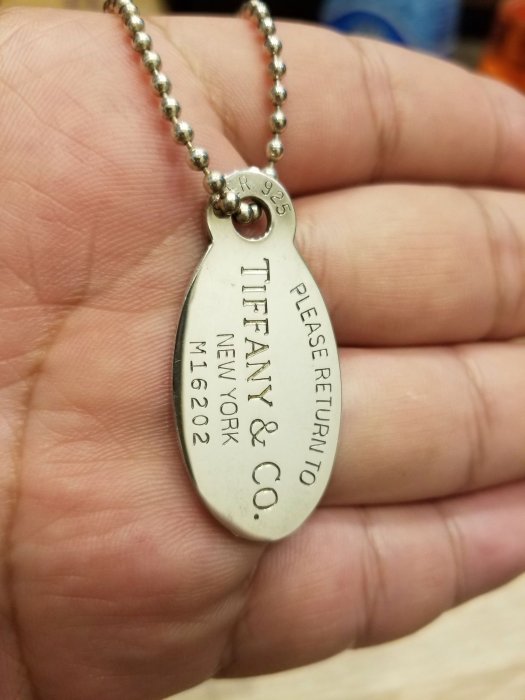 925
PLEASE RETURN TO
TIFFANY & CO.
NEW YORK
M16202